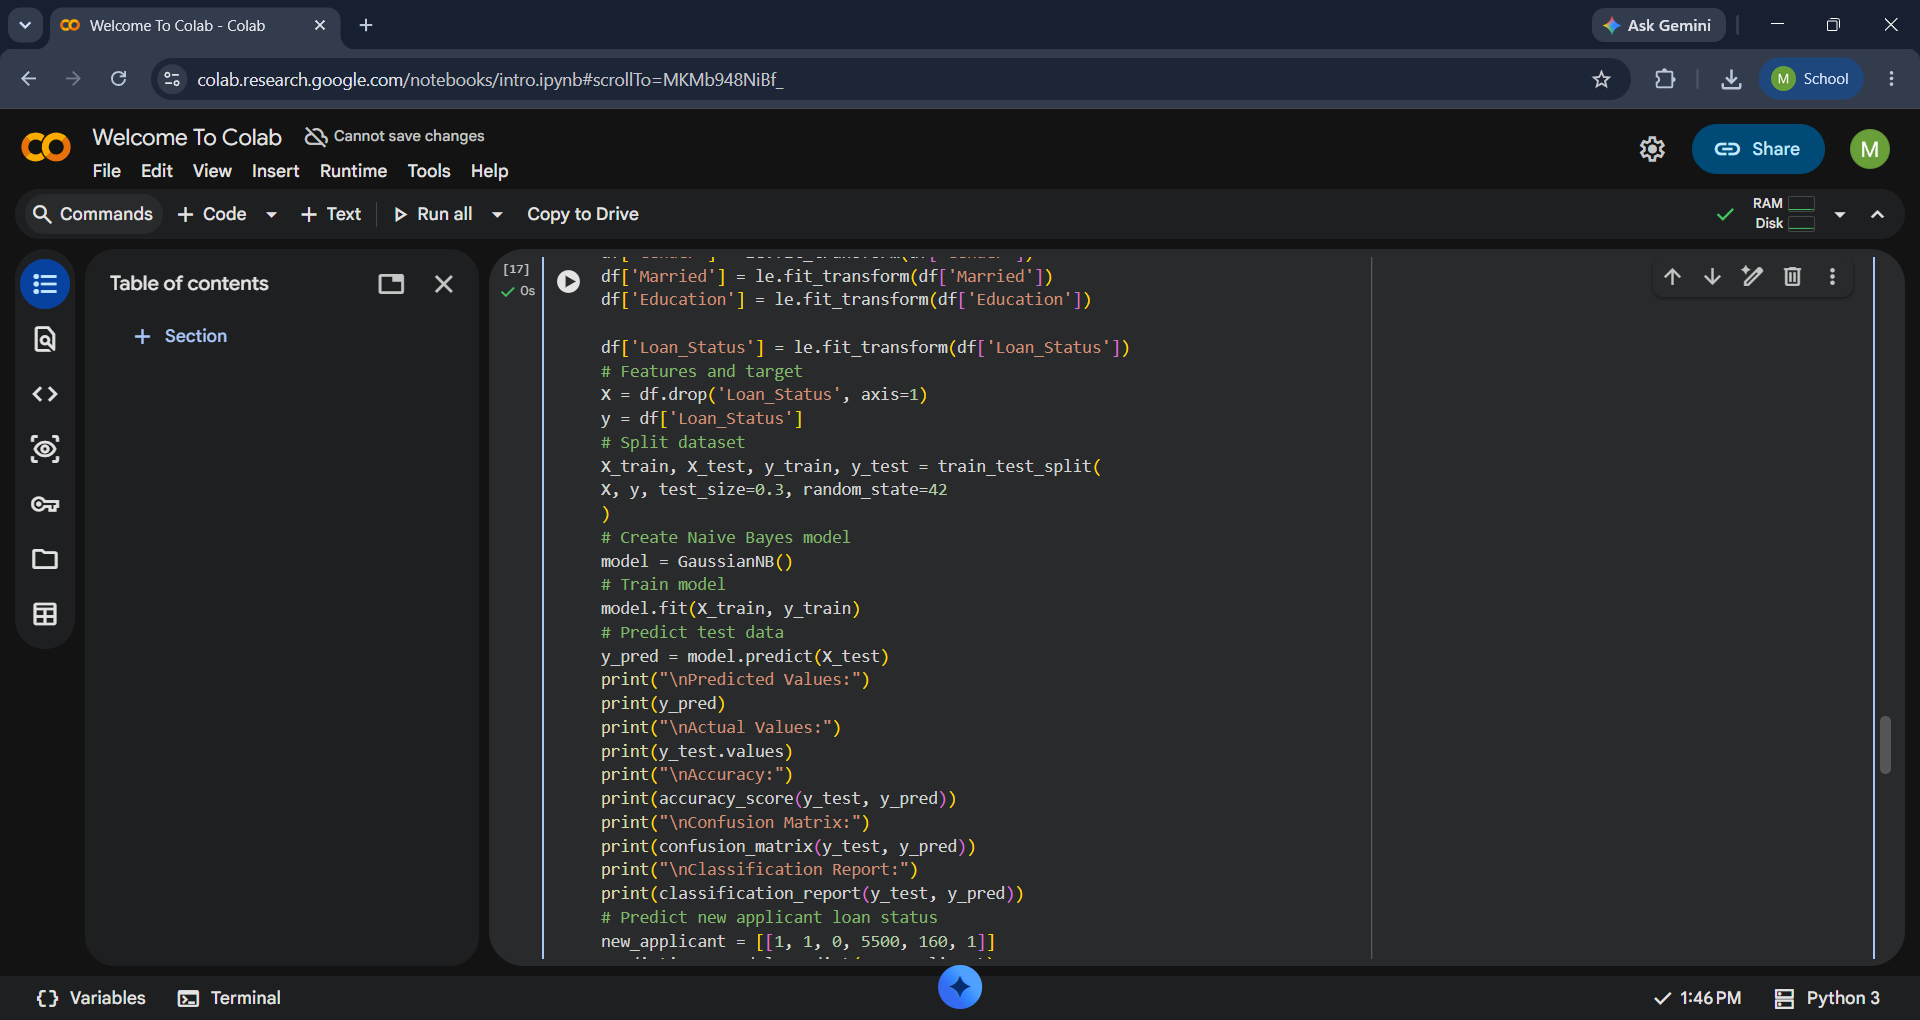 Welcome To Colab - Colab
Ask Gemini
colab.research.google.com/notebooks/intro.ipynb#scrollTo=MKMb948NiBf_
M School
Welcome To Colab
Cannot save changes
File Edit View Insert Runtime Tools Help
Share
M
Commands
+ Code
+ Text
Run all
Copy to Drive
RAM
Disk
Table of contents
+ Section
[17]
0s
df['Married'] = le.fit_transform(df['Married'])
df['Education'] = le.fit_transform(df['Education'])
df['Loan_Status'] = le.fit_transform(df['Loan_Status'])
# Features and target
X = df.drop('Loan_Status', axis=1)
y = df['Loan_Status']
# Split dataset
X_train, X_test, y_train, y_test = train_test_split(
X, y, test_size=0.3, random_state=42
)
# Create Naive Bayes model
model = GaussianNB()
# Train model
model.fit(X_train, y_train)
# Predict test data
y_pred = model.predict(X_test)
print("\nPredicted Values:")
print(y_pred)
print("\nActual Values:")
print(y_test.values)
print("\nAccuracy:")
print(accuracy_score(y_test, y_pred))
print("\nConfusion Matrix:")
print(confusion_matrix(y_test, y_pred))
print("\nClassification Report:")
print(classification_report(y_test, y_pred))
# Predict new applicant loan status
new_applicant = [[1, 1, 0, 5500, 160, 1]]
{} Variables
Terminal
1:46 PM
Python 3